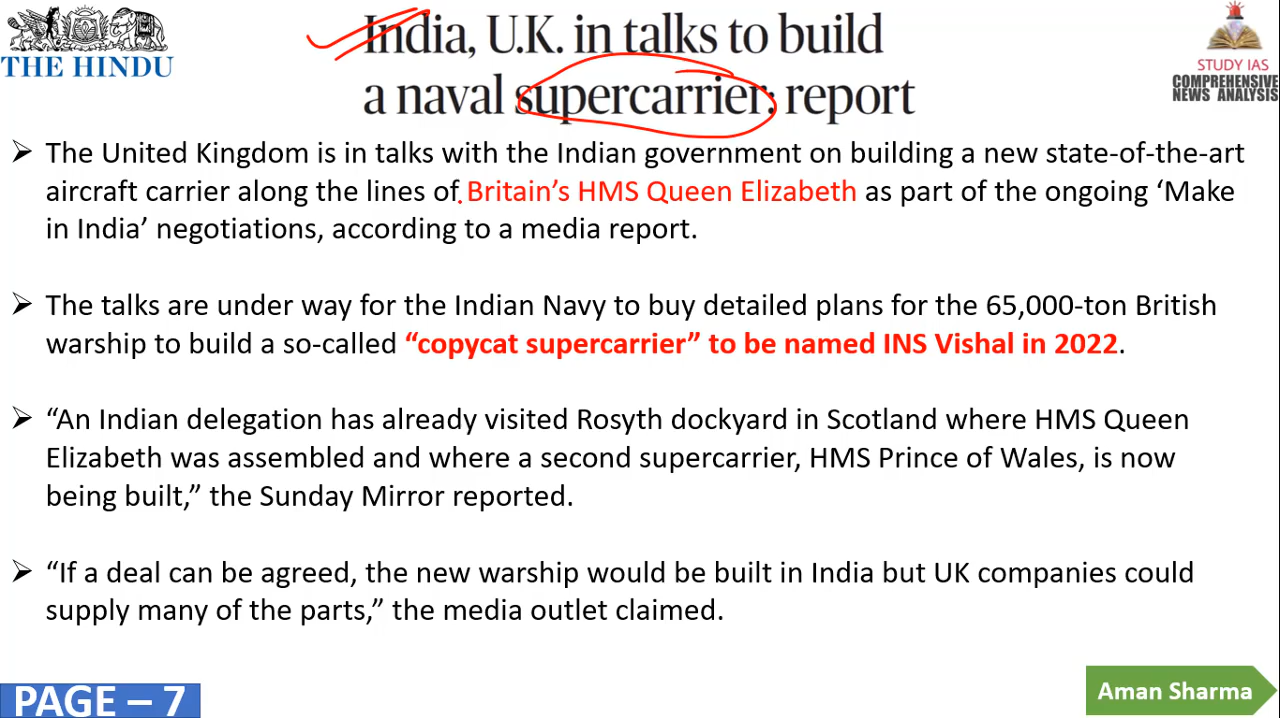 THE HINDU
India, U.K. in talks to build
a naval supercarrier: report
STUDY IAS
COMPREHENSIVE
NEWS ANALYSIS
➢ The United Kingdom is in talks with the Indian government on building a new state-of-the-art
aircraft carrier along the lines of Britain’s HMS Queen Elizabeth as part of the ongoing ‘Make
in India’ negotiations, according to a media report.
➢ The talks are under way for the Indian Navy to buy detailed plans for the 65,000-ton British
warship to build a so-called “copycat supercarrier” to be named INS Vishal in 2022.
➢ “An Indian delegation has already visited Rosyth dockyard in Scotland where HMS Queen
Elizabeth was assembled and where a second supercarrier, HMS Prince of Wales, is now
being built,” the Sunday Mirror reported.
➢ “If a deal can be agreed, the new warship would be built in India but UK companies could
supply many of the parts,” the media outlet claimed.
PAGE – 7
Aman Sharma